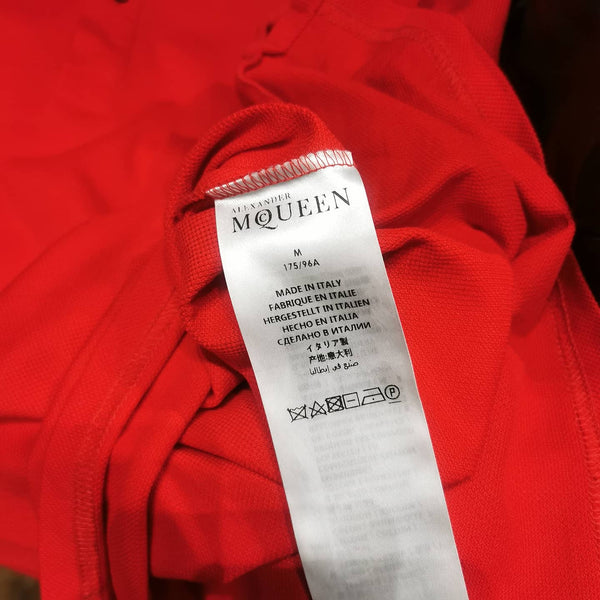 ALEXANDER
MCQUEEN
M
175/96A
MADE IN ITALY
FABRIQUE EN ITALIE
HERGESTELLT IN ITALIEN
HECHO EN ITALIA
СДЕЛАНО В ИТАЛИИ
イタリア製
产地:意大利
صنع في إيطاليا